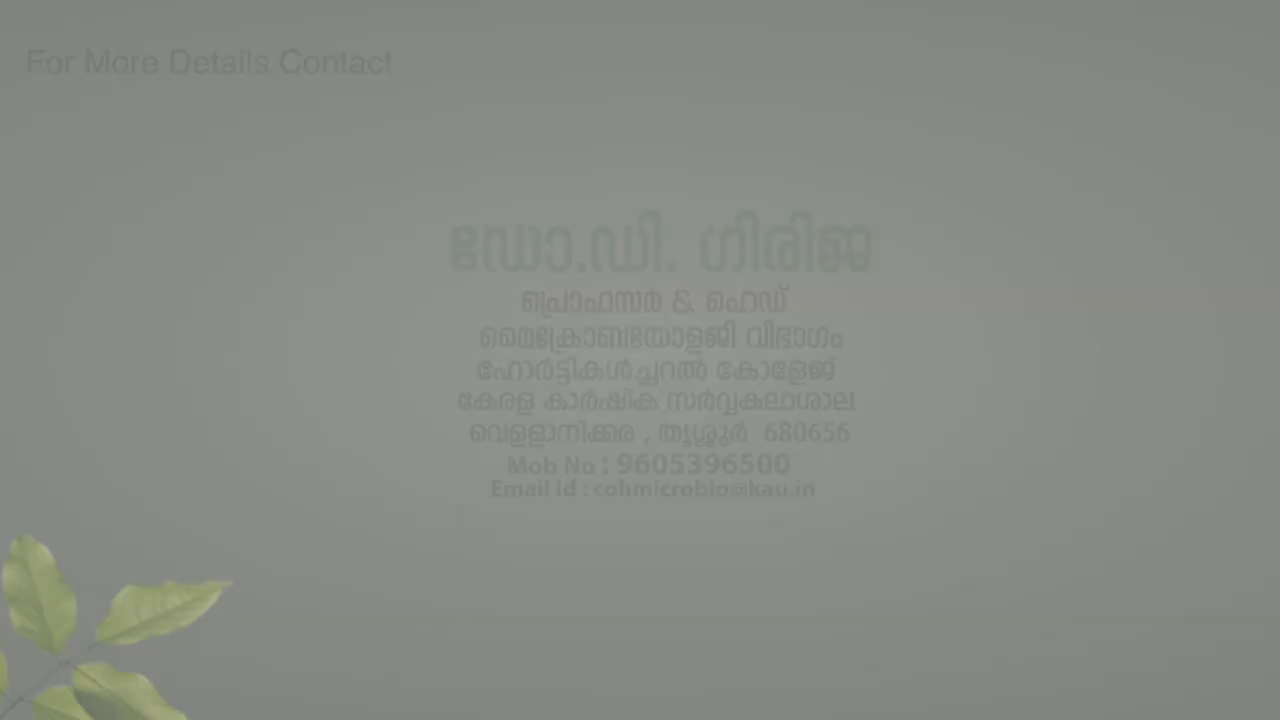 For More Details Contact
ഡോ.ഡി. ഗിരിജ
പ്രൊഫസർ & ഹെഡ്
മൈക്രോബയോളജി വിഭാഗം
ഹോർട്ടികൾച്ചറൽ കോളേജ്
കേരള കാർഷിക സർവ്വകലാശാല
വെള്ളാനിക്കര , തൃശ്ശൂർ 680656
Mob No : 9605396500
Email id : cohmicrobio@kau.in